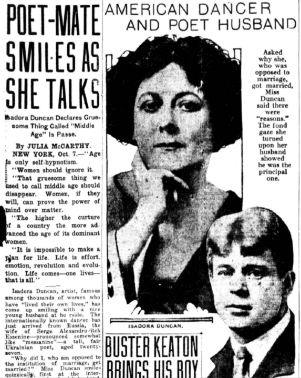 POET-MATE
SMILES AS
SHE TALKS
Isadora Duncan Declares Grue-
some Thing Called "Middle
Age" Is Passe.
By JULIA McCARTHY.
NEW YORK, Oct. 7.—"Age
is only self-hypnotism.
"Women should ignore it.
"That gruesome thing we
used to call middle age should
disappear. Women, if they
will, can prove the power of
mind over matter.
"The higher the culture
of a country the more ad-
vanced the age of its dominant
women.
"It is impossible to make a
plan for life. Life is effort,
emotion, revolution and evolu-
tion. Life comes—one lives—
that is all."
Isadora Duncan, artist, famous
among thousands of women who
have "lived their own lives," has
come up smiling with a nice
young husband at her side. The
internationally known dancer has
just arrived from Russia, the
wife of Serge Alexandrovitch
Essenine—pronounced somewhat
like "messanine"—a tall, fair
Ukrainian poet, aged twenty-
seven.
"Why did I, who am opposed to
the institution of marriage, get
married?" Miss Duncan smiled
quizzically, first at the inter-
AMERICAN DANCER
AND POET HUSBAND
Asked
why she,
who was
opposed to
marriage,
got married,
Miss
Duncan
said there
were
"reasons."
The fond
gaze she
turned
upon her
husband
showed
he was the
principal
one.
ISADORA DUNCAN,
BUSTER KEATON
BRINGS HIS BOY